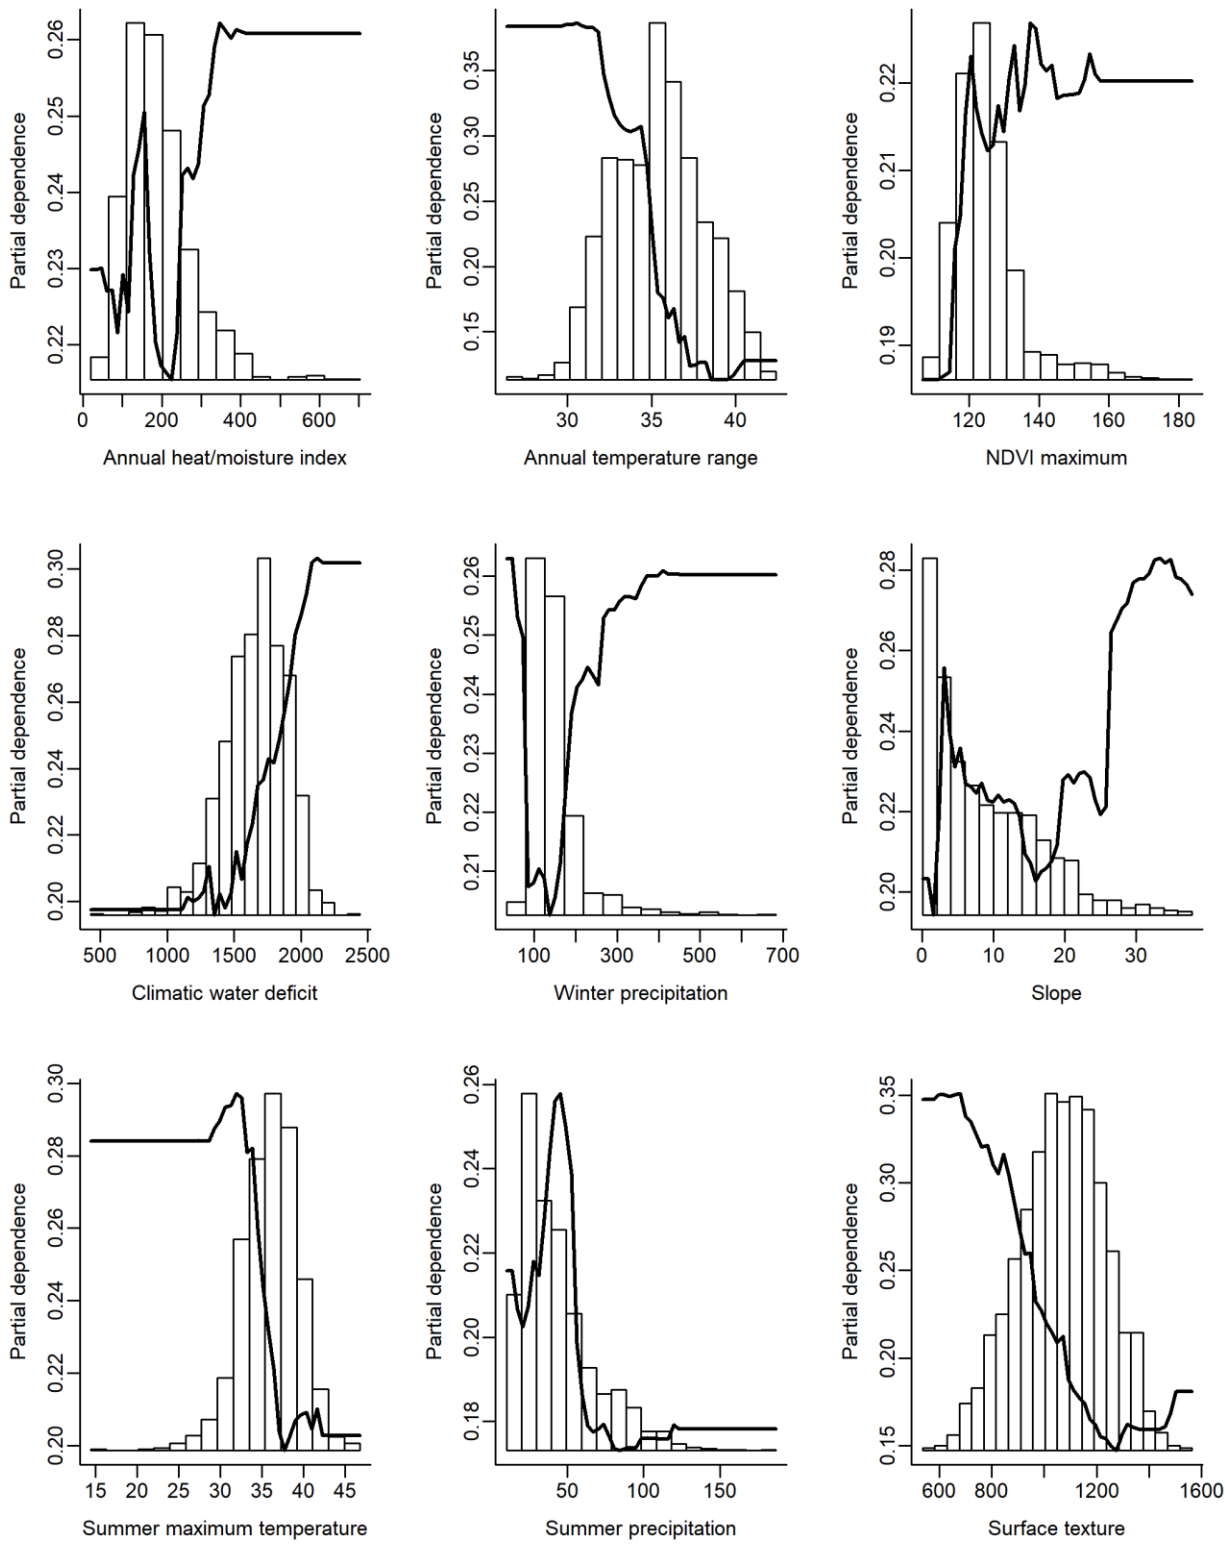 Partial dependence
0.22 0.23 0.24 0.25 0.26
0 200 400 600
Annual heat/moisture index
Partial dependence
0.15 0.20 0.25 0.30 0.35
30 35 40
Annual temperature range
Partial dependence
0.19 0.20 0.21 0.22
120 140 160 180
NDVI maximum
Partial dependence
0.20 0.22 0.24 0.26 0.28 0.30
500 1000 1500 2000 2500
Climatic water deficit
Partial dependence
0.21 0.22 0.23 0.24 0.25 0.26
100 300 500 700
Winter precipitation
Partial dependence
0.20 0.22 0.24 0.26 0.28
0 10 20 30
Slope
Partial dependence
0.20 0.22 0.24 0.26 0.28 0.30
15 20 25 30 35 40 45
Summer maximum temperature
Partial dependence
0.18 0.20 0.22 0.24 0.26
50 100 150
Summer precipitation
Partial dependence
0.15 0.20 0.25 0.30 0.35
600 800 1200 1600
Surface texture